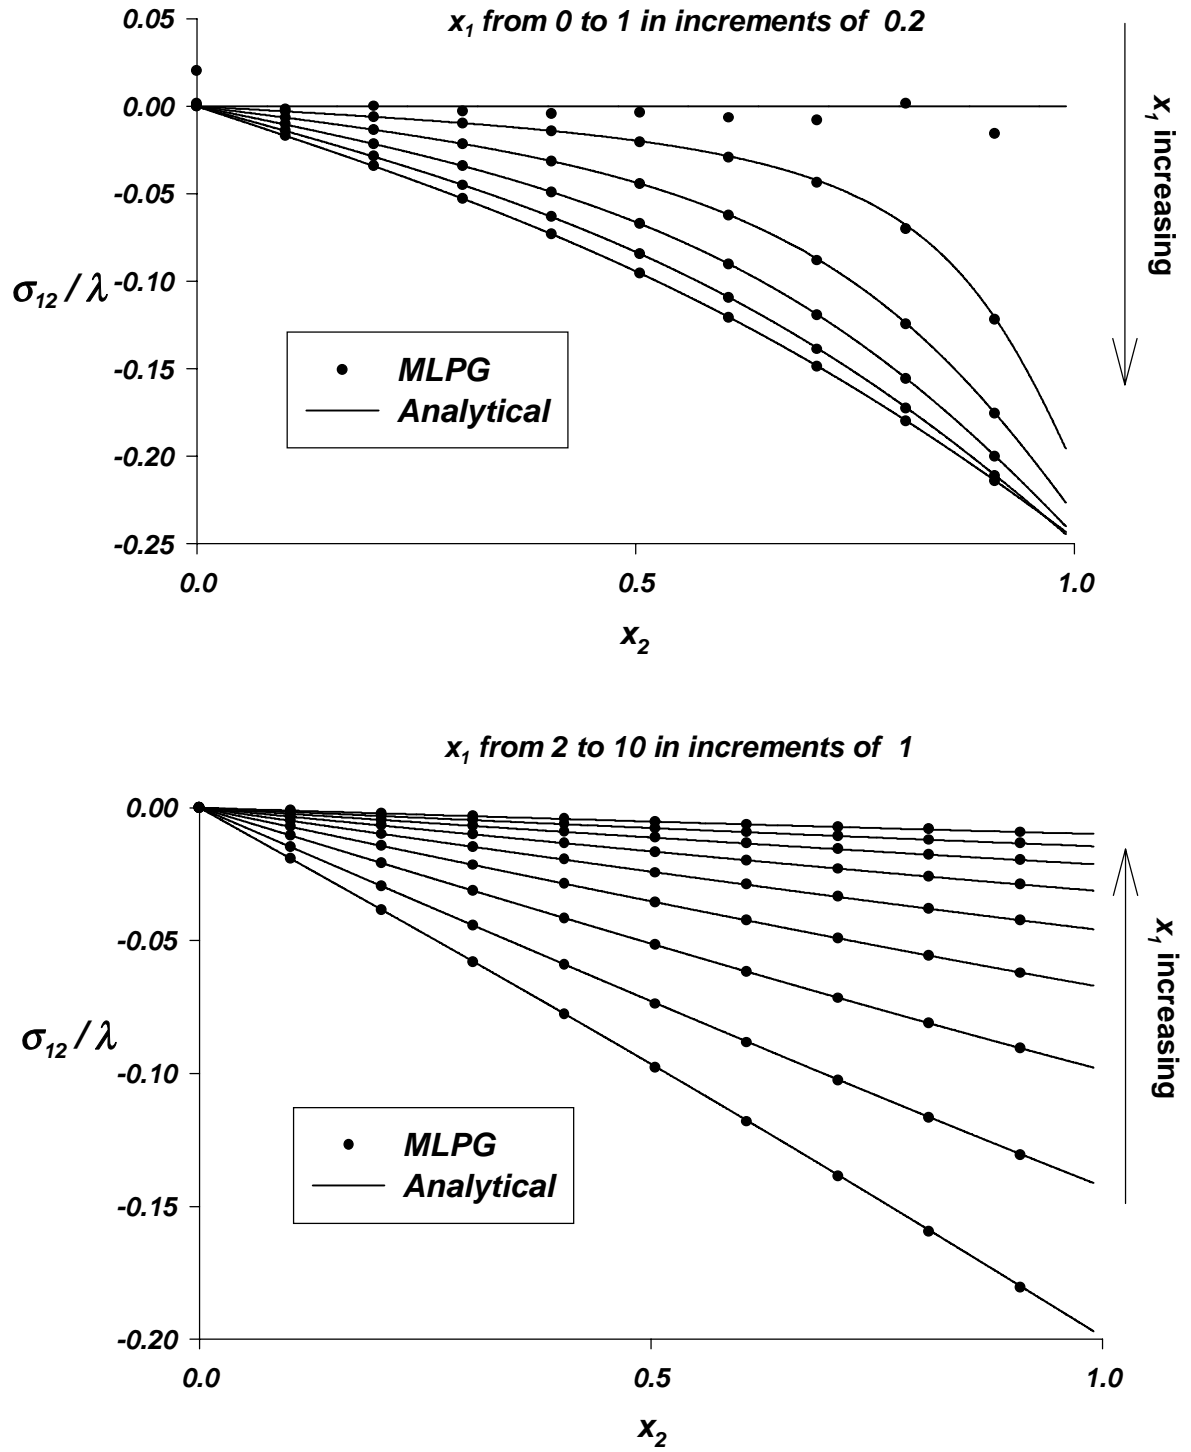 x₁ from 0 to 1 in increments of 0.2
0.05
0.00
-0.05
-0.10
-0.15
-0.20
-0.25
σ₁₂ / λ
MLPG
Analytical
x₁ increasing
0.0 0.5 1.0
x₂
x₁ from 2 to 10 in increments of 1
0.00
-0.05
-0.10
-0.15
-0.20
σ₁₂ / λ
MLPG
Analytical
x₁ increasing
0.0 0.5 1.0
x₂